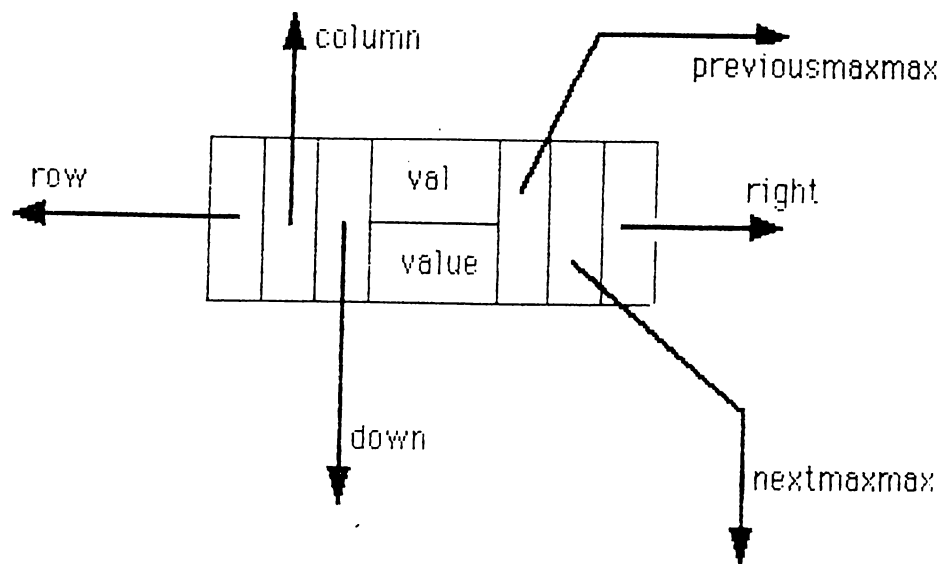 column
previousmaxmax
row
val
right
value
down
nextmaxmax